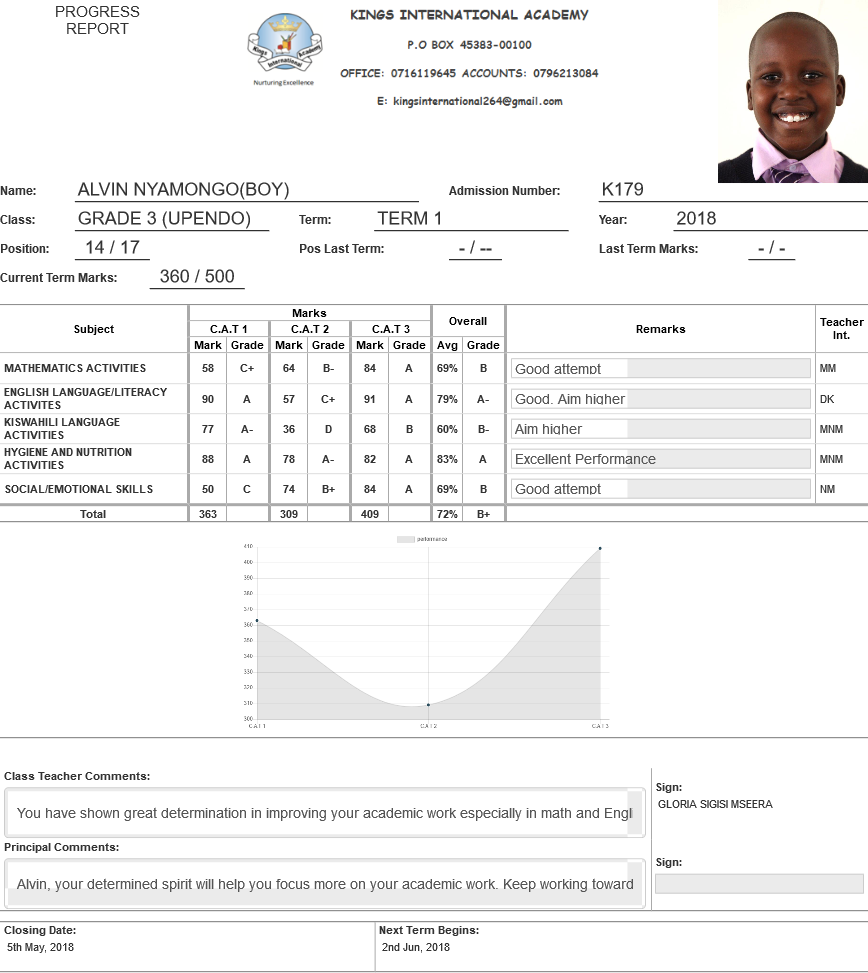 PROGRESS
REPORT
Kings International Academy
Nurturing Excellence
KINGS INTERNATIONAL ACADEMY
P.O BOX 45383-00100
OFFICE: 0716119645 ACCOUNTS: 0796213084
E: kingsinternational264@gmail.com
Name: ALVIN NYAMONGO(BOY) Admission Number: K179
Class: GRADE 3 (UPENDO) Term: TERM 1 Year: 2018
Position: 14 / 17 Pos Last Term: - / -- Last Term Marks: - / -
Current Term Marks: 360 / 500
Subject Marks Overall Remarks Teacher Int.
C.A.T 1 C.A.T 2 C.A.T 3
Mark Grade Mark Grade Mark Grade Avg Grade
MATHEMATICS ACTIVITIES 58 C+ 64 B- 84 A 69% B Good attempt MM
ENGLISH LANGUAGE/LITERACY ACTIVITES 90 A 57 C+ 91 A 79% A- Good. Aim higher DK
KISWAHILI LANGUAGE ACTIVITIES 77 A- 36 D 68 B 60% B- Aim higher MNM
HYGIENE AND NUTRITION ACTIVITIES 88 A 78 A- 82 A 83% A Excellent Performance MNM
SOCIAL/EMOTIONAL SKILLS 50 C 74 B+ 84 A 69% B Good attempt NM
Total 363 309 409 72% B+
performance
410
400
390
380
370
360
350
340
330
320
310
300
C.A.T 1 C.A.T 2 C.A.T 3
Class Teacher Comments:
You have shown great determination in improving your academic work especially in math and Engl
Sign:
GLORIA SIGISI MSEERA
Principal Comments:
Alvin, your determined spirit will help you focus more on your academic work. Keep working toward
Sign:
Closing Date: Next Term Begins:
5th May, 2018 2nd Jun, 2018